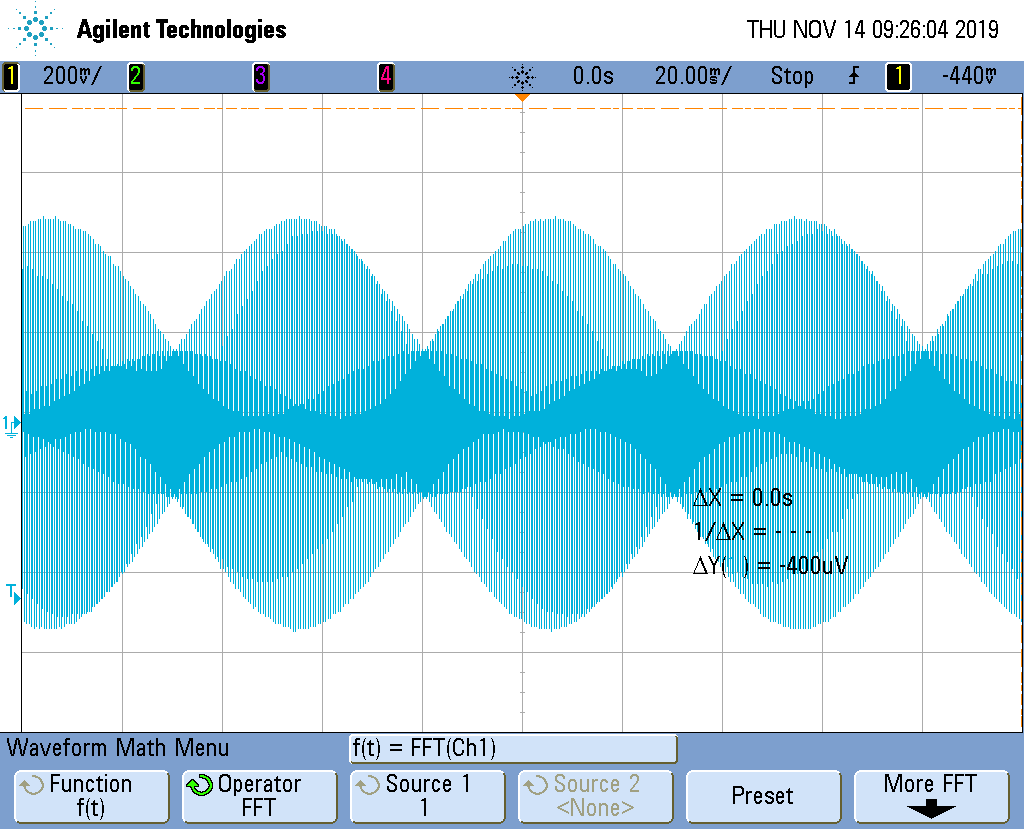 Agilent Technologies THU NOV 14 09:26:04 2019
1 200mV/ 2 3 4 0.0s 20.00ms/ Stop 1 -440mV
1
T
ΔX = 0.0s
1/ΔX = - - -
ΔY( ) = -400uV
Waveform Math Menu f(t) = FFT(Ch1)
Function Operator Source 1 Source 2 Preset More FFT
f(t) FFT 1 <None>